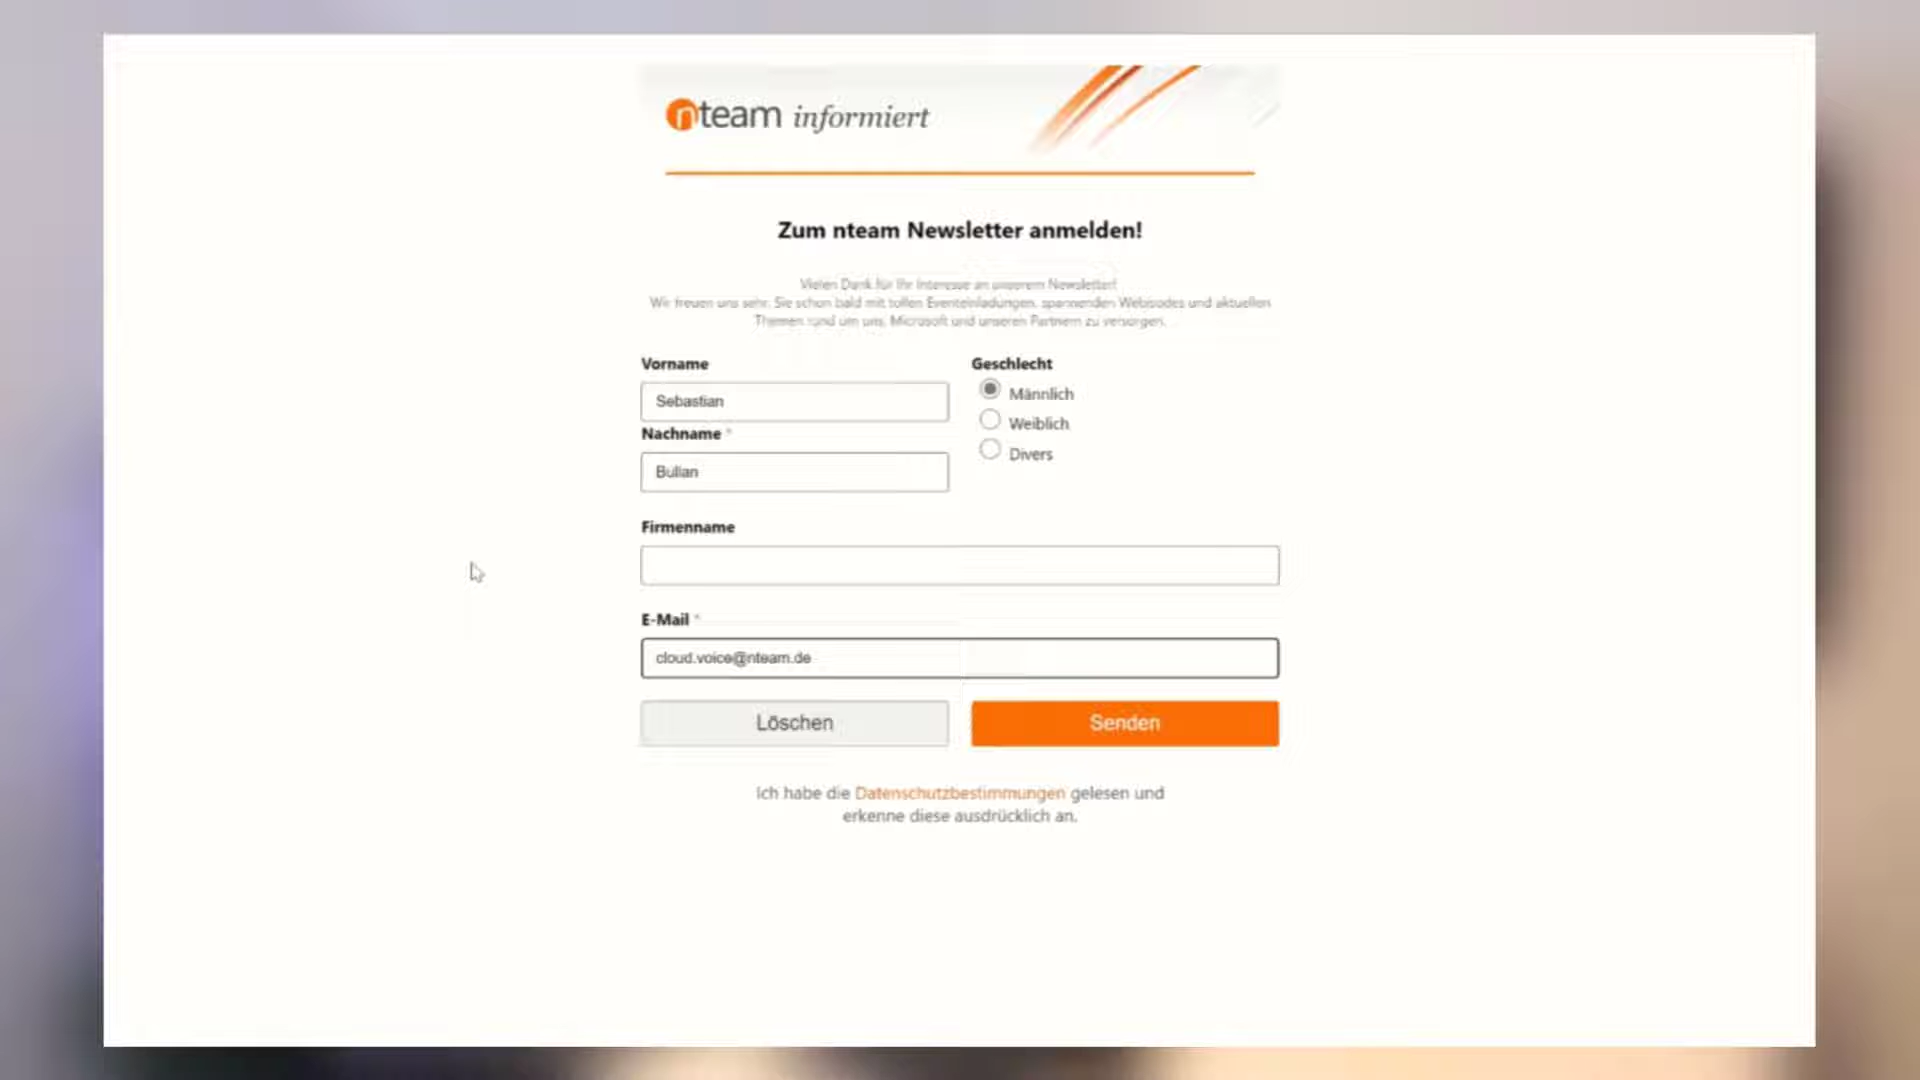 nteam informiert
Zum nteam Newsletter anmelden!
Vielen Dank für Ihr Interesse an unserem Newsletter!
Wir freuen uns sehr, Sie schon bald mit tollen Eventeinladungen, spannenden Webisodes und aktuellen
Themen rund um uns, Microsoft und unseren Partnern zu versorgen.
Vorname
Geschlecht
Sebastian
Männlich
Weiblich
Nachname *
Divers
Bullan
Firmenname
E-Mail *
cloud.voice@nteam.de
Löschen
Senden
Ich habe die Datenschutzbestimmungen gelesen und
erkenne diese ausdrücklich an.